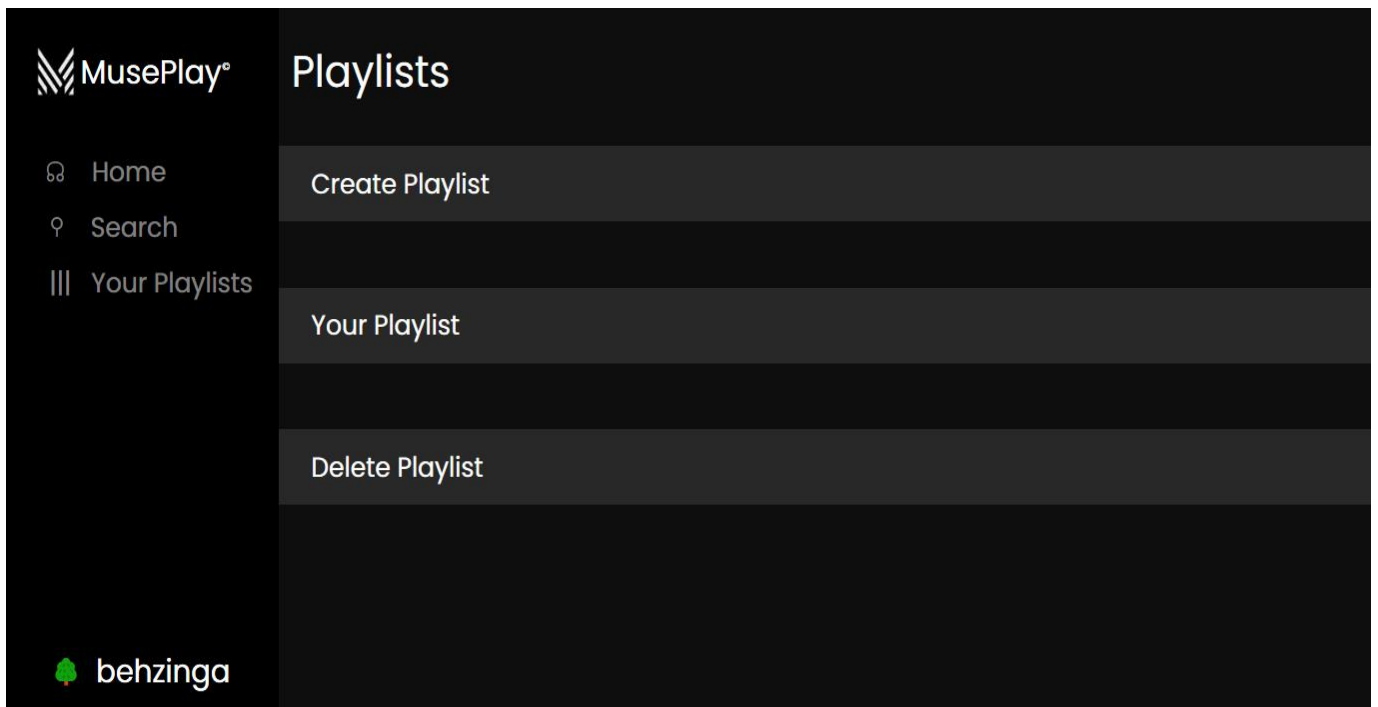 MusePlay©
Home
Search
Your Playlists
behzinga
Playlists
Create Playlist
Your Playlist
Delete Playlist